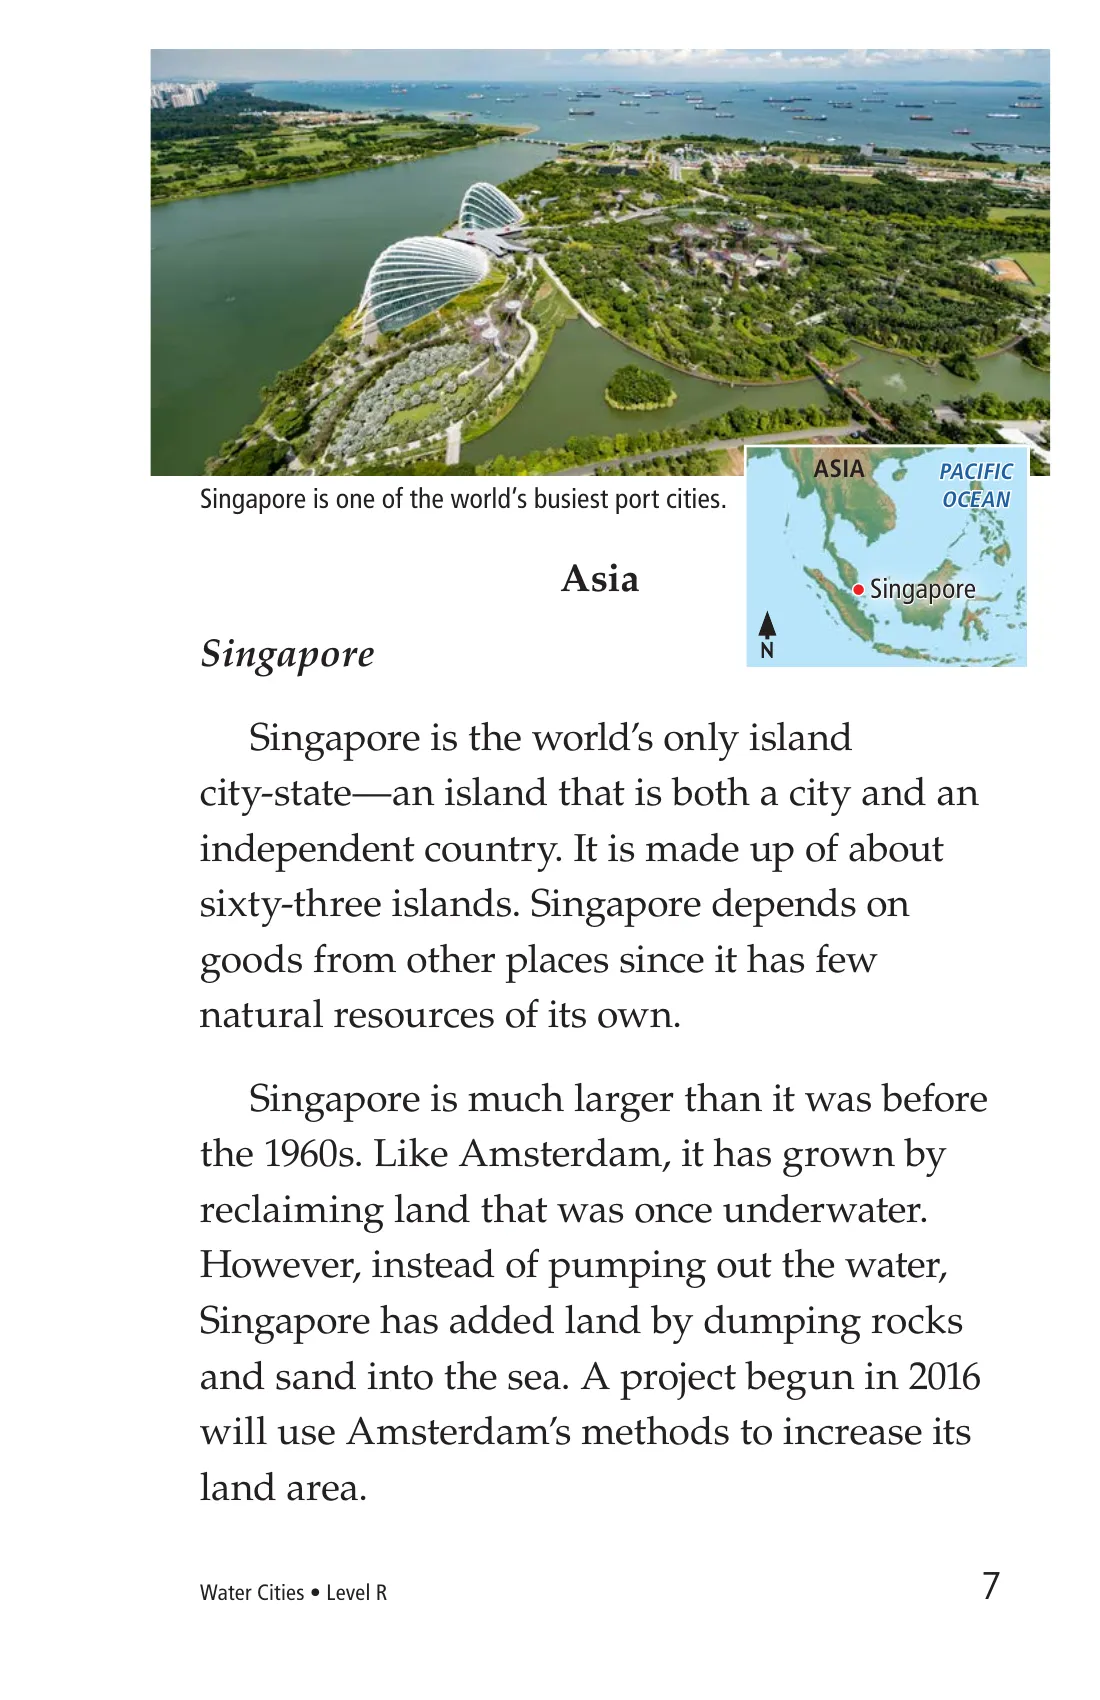 Singapore is one of the world's busiest port cities.
ASIA
PACIFIC
OCEAN
Singapore
N
Asia
Singapore
Singapore is the world's only island
city-state—an island that is both a city and an
independent country. It is made up of about
sixty-three islands. Singapore depends on
goods from other places since it has few
natural resources of its own.
Singapore is much larger than it was before
the 1960s. Like Amsterdam, it has grown by
reclaiming land that was once underwater.
However, instead of pumping out the water,
Singapore has added land by dumping rocks
and sand into the sea. A project begun in 2016
will use Amsterdam's methods to increase its
land area.
Water Cities • Level R
7